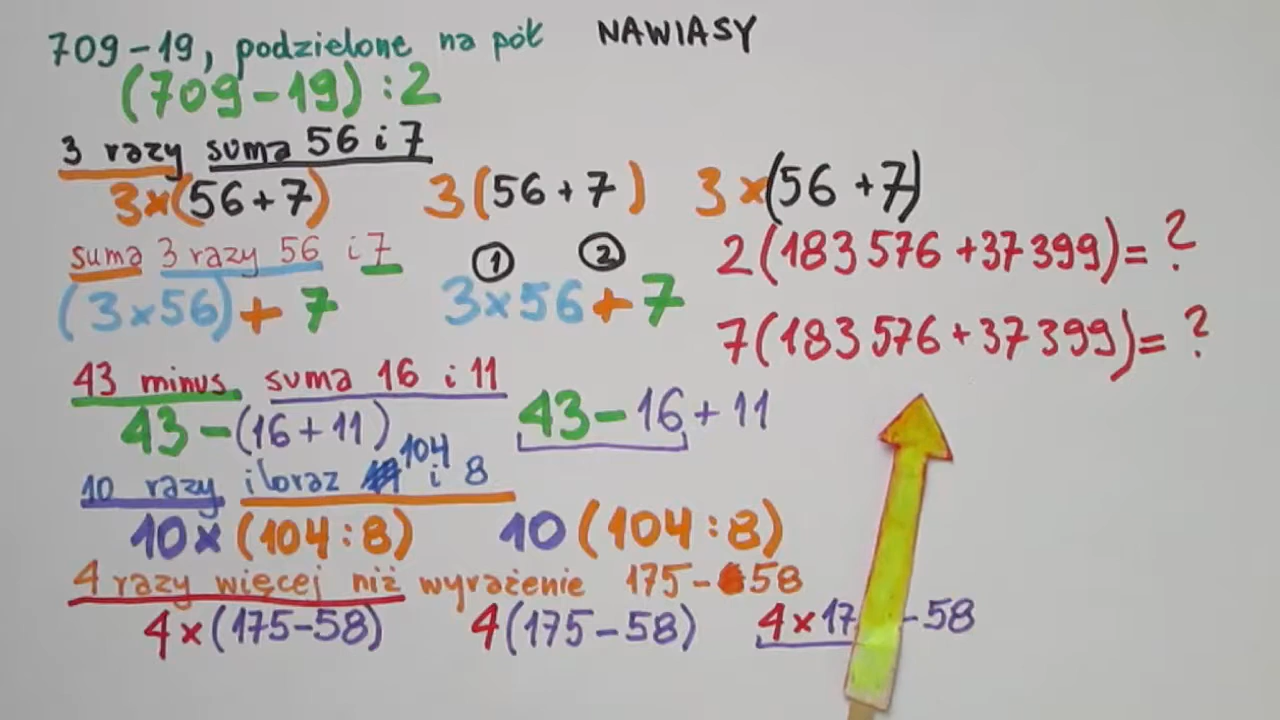 709-19, podzielone na pół NAWIASY
(709-19):2
3 razy suma 56 i 7
3×(56+7) 3(56+7) 3×(56+7)
2(183 576+37 399)=?
suma 3 razy 56 i 7 1 2
(3×56)+7 3×56+7
7(183 576+37 399)=?
43 minus suma 16 i 11
43-(16+11) 43-16+11
10 razy iloraz 104 i 8
10×(104:8) 10(104:8)
4 razy więcej niż wyrażenie 175-58
4×(175-58) 4(175-58) 4×17 -58